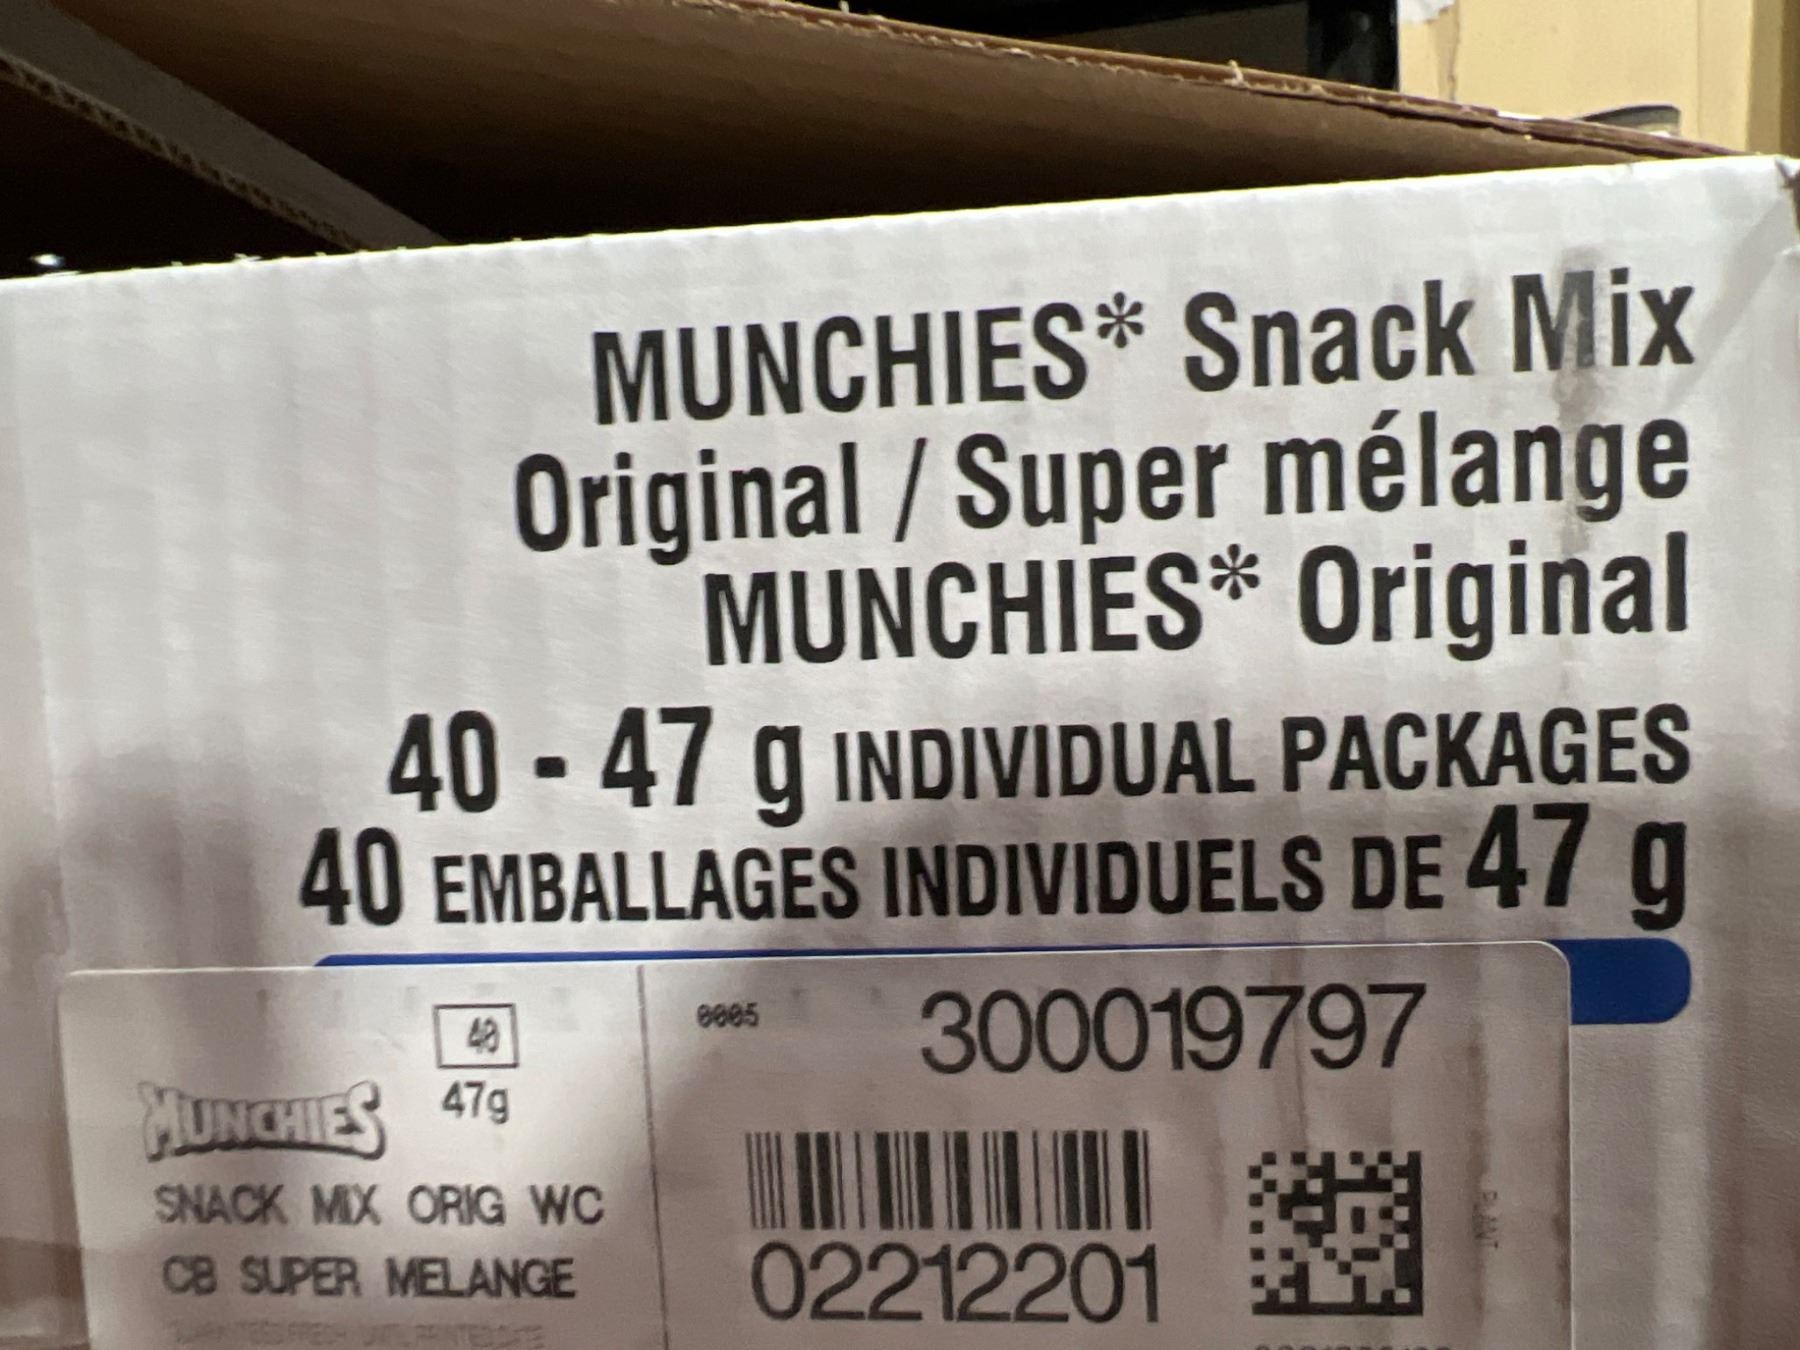 MUNCHIES* Snack Mix
Original / Super mélange
MUNCHIES* Original
40 - 47 g INDIVIDUAL PACKAGES
40 EMBALLAGES INDIVIDUELS DE 47 g
40
47g
MUNCHIES
SNACK MIX ORIG WC
CB SUPER MELANGE
0005
300019797
02212201
PLANT